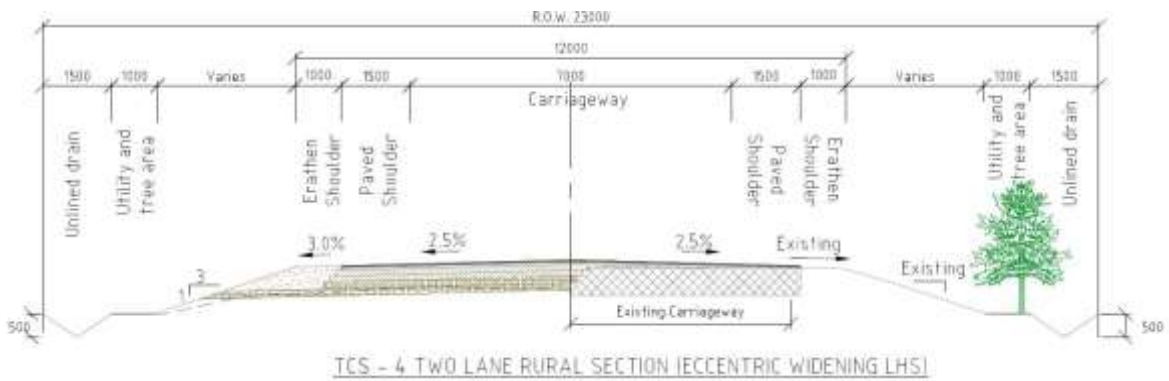 R.O.W. 23000
12000
1500 1000 Varies 1000 1500 7000 1500 1000 Varies 1000 1500
Carriageway
Unlined drain
Utility and
tree area
Erathen
Shoulder
Paved
Shoulder
Paved
Shoulder
Erathen
Shoulder
Utility and
tree area
Unlined drain
3.0% 2.5% 2.5% Existing
3
1
Existing
500
Existing Carriageway
500
TCS - 4 TWO LANE RURAL SECTION (ECCENTRIC WIDENING LHS)